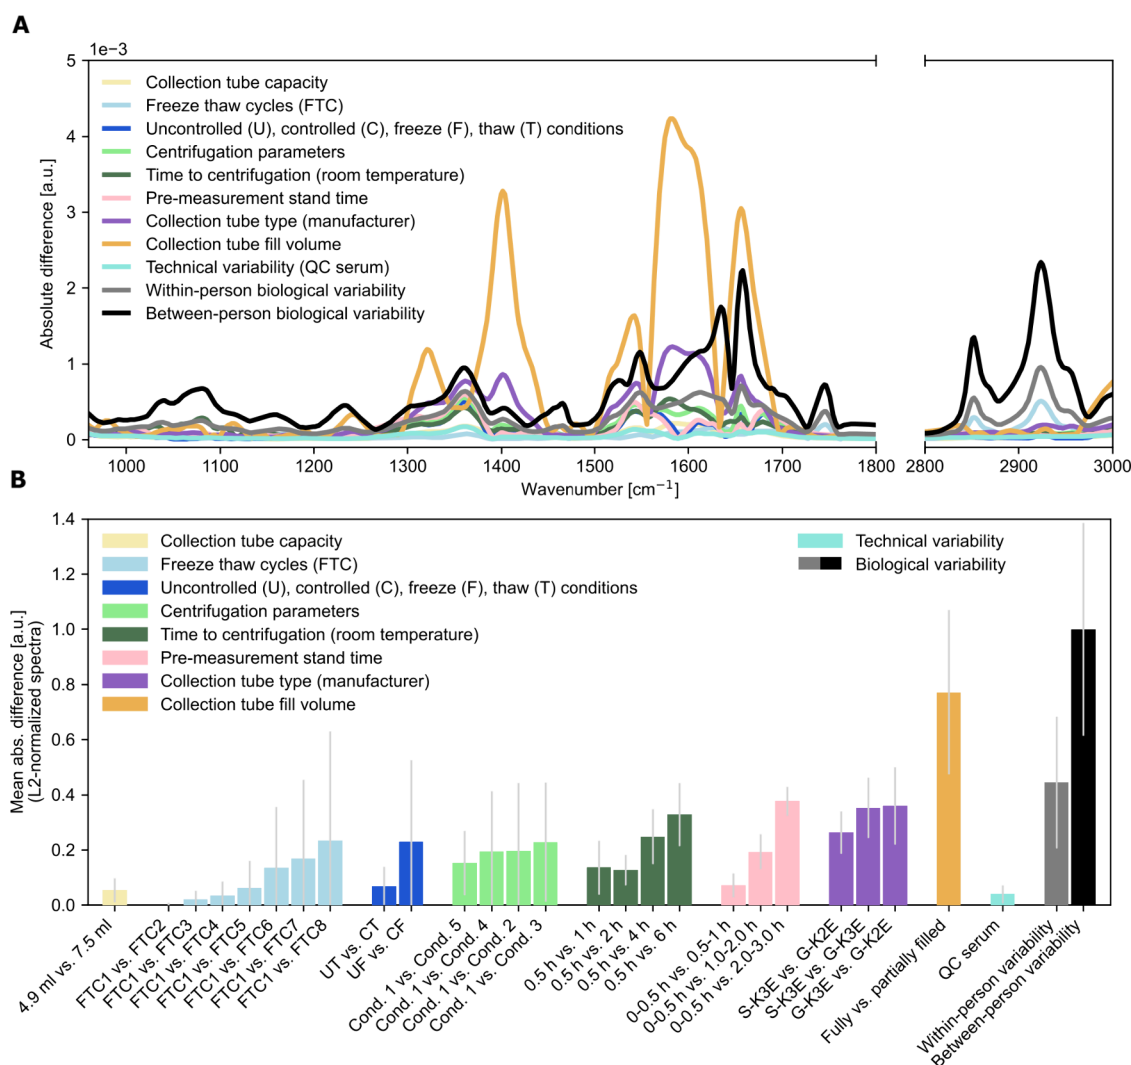 A
1e−3
5
4
3
2
1
0
Absolute difference [a.u.]
Collection tube capacity
Freeze thaw cycles (FTC)
Uncontrolled (U), controlled (C), freeze (F), thaw (T) conditions
Centrifugation parameters
Time to centrifugation (room temperature)
Pre-measurement stand time
Collection tube type (manufacturer)
Collection tube fill volume
Technical variability (QC serum)
Within-person biological variability
Between-person biological variability
1000 1100 1200 1300 1400 1500 1600 1700 1800 2800 2900 3000
Wavenumber [cm⁻¹]
B
1.4
1.2
1.0
0.8
0.6
0.4
0.2
0.0
Mean abs. difference [a.u.]
(L2-normalized spectra)
Collection tube capacity
Freeze thaw cycles (FTC)
Uncontrolled (U), controlled (C), freeze (F), thaw (T) conditions
Centrifugation parameters
Time to centrifugation (room temperature)
Pre-measurement stand time
Collection tube type (manufacturer)
Collection tube fill volume
Technical variability
Biological variability
4.9 ml vs. 7.5 ml
FTC1 vs. FTC2
FTC1 vs. FTC3
FTC1 vs. FTC4
FTC1 vs. FTC5
FTC1 vs. FTC6
FTC1 vs. FTC7
FTC1 vs. FTC8
UT vs. CT
UF vs. CF
Cond. 1 vs. Cond. 5
Cond. 1 vs. Cond. 4
Cond. 1 vs. Cond. 2
Cond. 1 vs. Cond. 3
0.5 h vs. 1 h
0.5 h vs. 2 h
0.5 h vs. 4 h
0.5 h vs. 6 h
0-0.5 h vs. 0.5-1 h
0-0.5 h vs. 1.0-2.0 h
0-0.5 h vs. 2.0-3.0 h
S-K3E vs. G-K2E
S-K3E vs. G-K3E
G-K3E vs. G-K2E
Fully vs. partially filled
QC serum
Within-person variability
Between-person variability